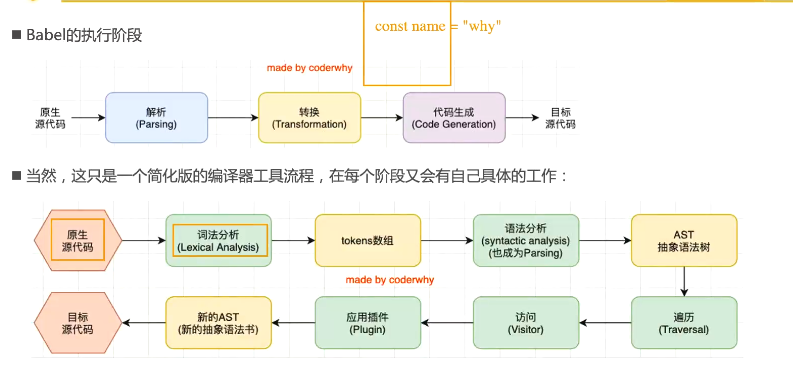 const name = "why"
■ Babel的执行阶段
made by coderwhy
原生
源代码
解析
(Parsing)
转换
(Transformation)
代码生成
(Code Generation)
目标
源代码
■ 当然，这只是一个简化版的编译器工具流程，在每个阶段又会有自己具体的工作：
原生
源代码
词法分析
(Lexical Analysis)
tokens数组
语法分析
(syntactic analysis)
(也成为Parsing)
AST
抽象语法树
made by coderwhy
目标
源代码
新的AST
(新的抽象语法书)
应用插件
(Plugin)
访问
(Visitor)
遍历
(Traversal)